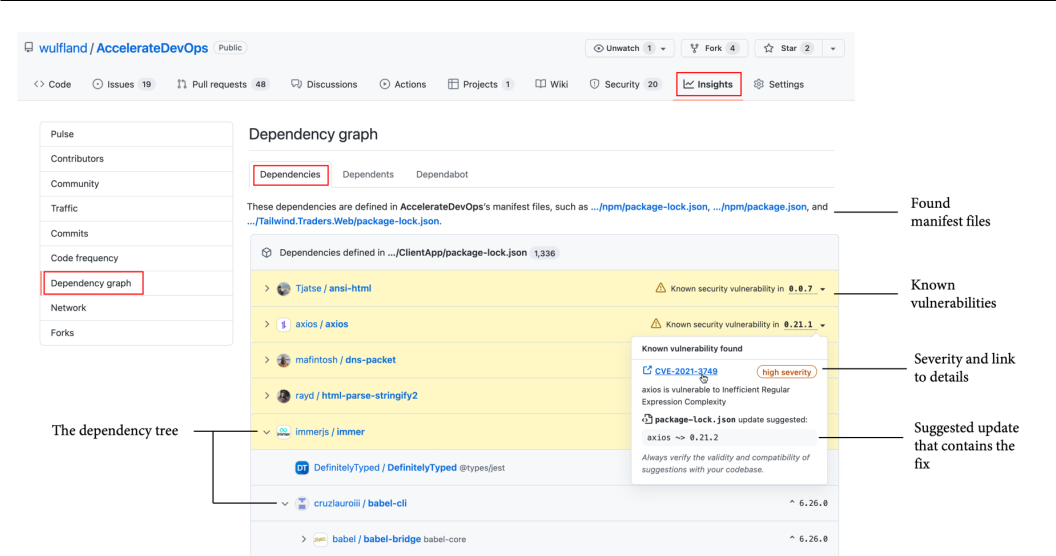 wulfland / AccelerateDevOps Public
Unwatch 1 Fork 4 Star 2
<> Code Issues 19 Pull requests 48 Discussions Actions Projects 1 Wiki Security 20 Insights Settings
Pulse
Contributors
Community
Traffic
Commits
Code frequency
Dependency graph
Network
Forks
Dependency graph
Dependencies Dependents Dependabot
These dependencies are defined in AccelerateDevOps's manifest files, such as .../npm/package-lock.json, .../npm/package.json, and
.../Tailwind.Traders.Web/package-lock.json.
Dependencies defined in .../ClientApp/package-lock.json 1,336
Tjatse / ansi-html Known security vulnerability in 0.0.7
axios / axios Known security vulnerability in 0.21.1
mafintosh / dns-packet
rayd / html-parse-stringify2
immerjs / immer
DT DefinitelyTyped / DefinitelyTyped @types/jest
cruzlauroiii / babel-cli ^ 6.26.0
babel / babel-bridge babel-core ^ 6.26.0
Known vulnerability found
CVE-2021-3749 high severity
axios is vulnerable to Inefficient Regular
Expression Complexity
package-lock.json update suggested:
axios ~> 0.21.2
Always verify the validity and compatibility of
suggestions with your codebase.
Found
manifest files
Known
vulnerabilities
Severity and link
to details
Suggested update
that contains the
fix
The dependency tree